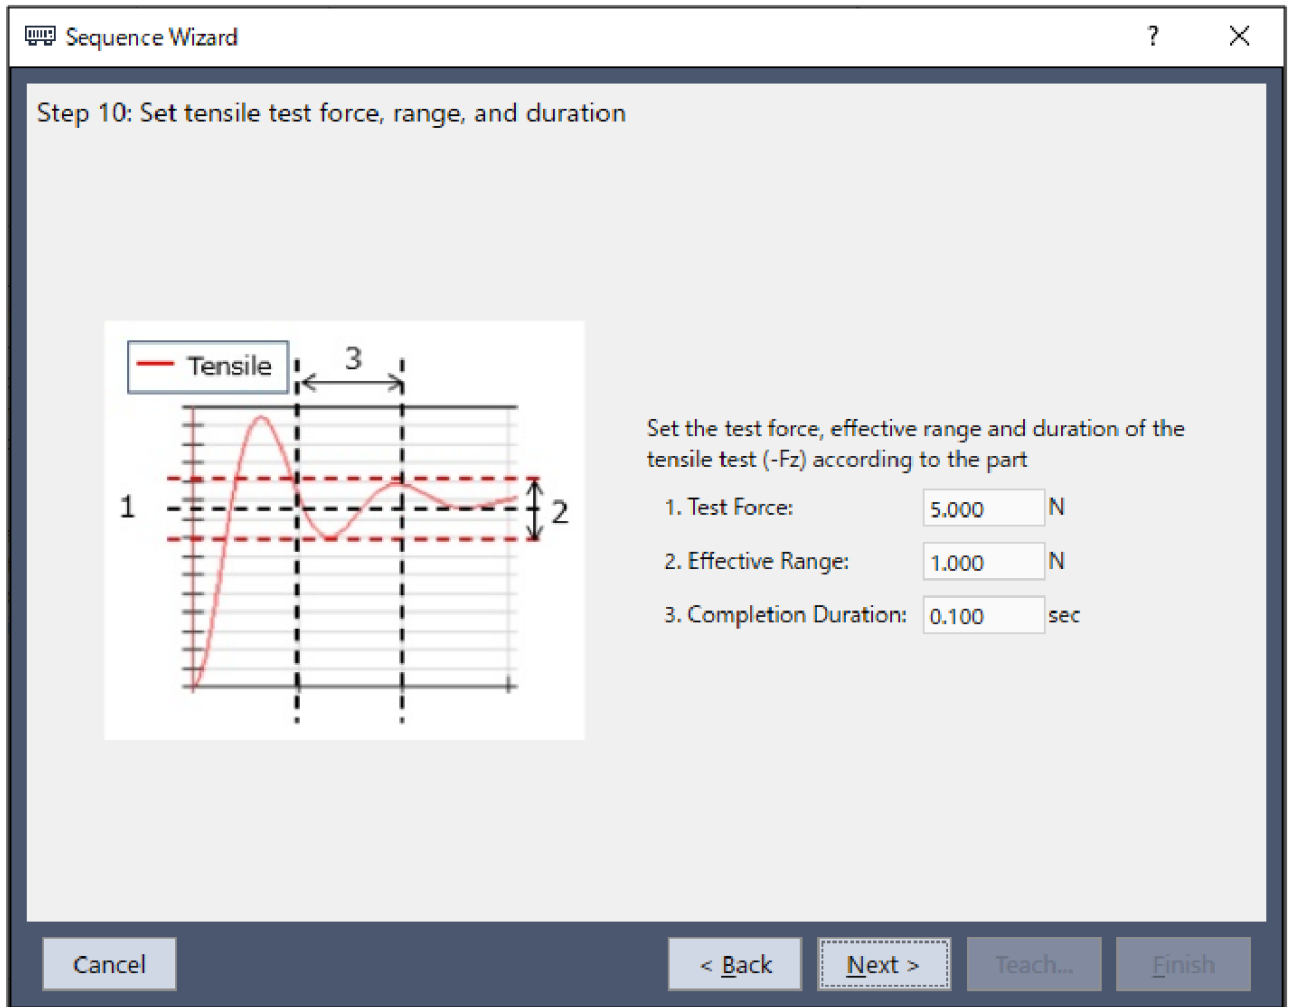 Sequence Wizard
?
Step 10: Set tensile test force, range, and duration
Tensile
3
1
2
Set the test force, effective range and duration of the
tensile test (-Fz) according to the part
1. Test Force: 5.000 N
2. Effective Range: 1.000 N
3. Completion Duration: 0.100 sec
Cancel
< Back
Next >
Teach...
Finish